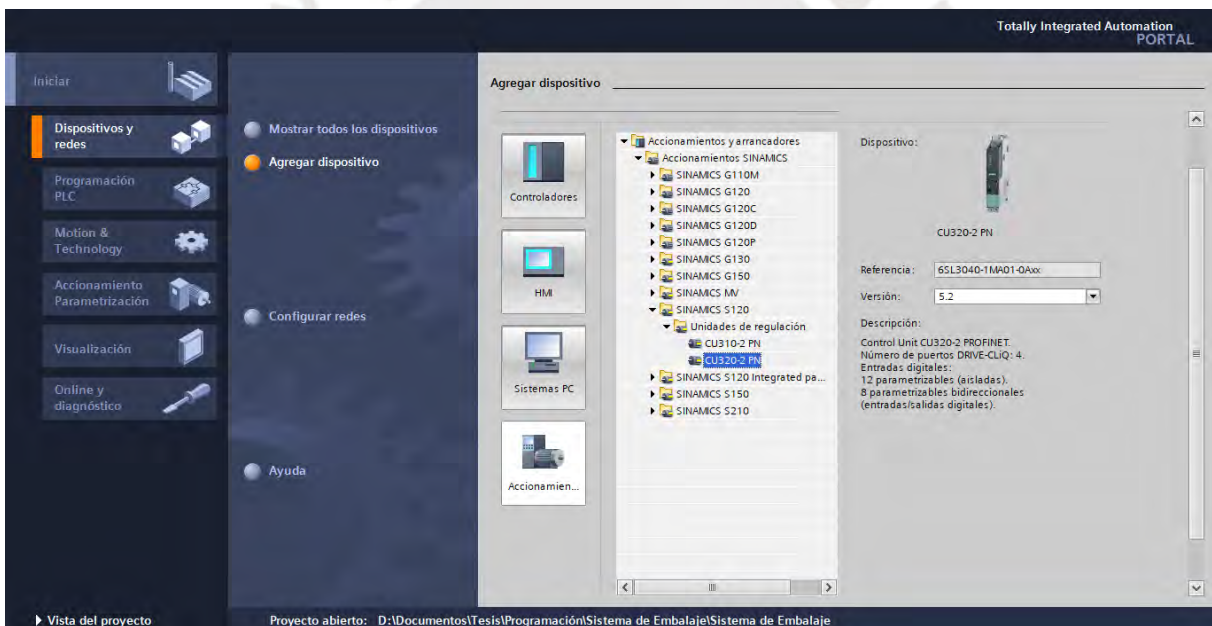 Totally Integrated Automation
PORTAL
Iniciar
Dispositivos y
redes
Programación
PLC
Motion &
Technology
Accionamiento
Parametrización
Visualización
Online y
diagnóstico
Mostrar todos los dispositivos
Agregar dispositivo
Configurar redes
Ayuda
Agregar dispositivo
Controladores
HMI
Sistemas PC
Accionamien...
Accionamientos y arrancadores
Accionamientos SINAMICS
SINAMICS G110M
SINAMICS G120
SINAMICS G120C
SINAMICS G120D
SINAMICS G120P
SINAMICS G130
SINAMICS G150
SINAMICS MV
SINAMICS S120
Unidades de regulación
CU310-2 PN
CU320-2 PN
SINAMICS S120 Integrated pa...
SINAMICS S150
SINAMICS S210
Dispositivo:
CU320-2 PN
Referencia: 6SL3040-1MA01-0Axx
Versión: 5.2
Descripción:
Control Unit CU320-2 PROFINET.
Número de puertos DRIVE-CLiQ: 4.
Entradas digitales:
12 parametrizables (aisladas).
8 parametrizables bidireccionales
(entradas/salidas digitales).
Vista del proyecto
Proyecto abierto: D:\Documentos\Tesis\Programación\Sistema de Embalaje\Sistema de Embalaje